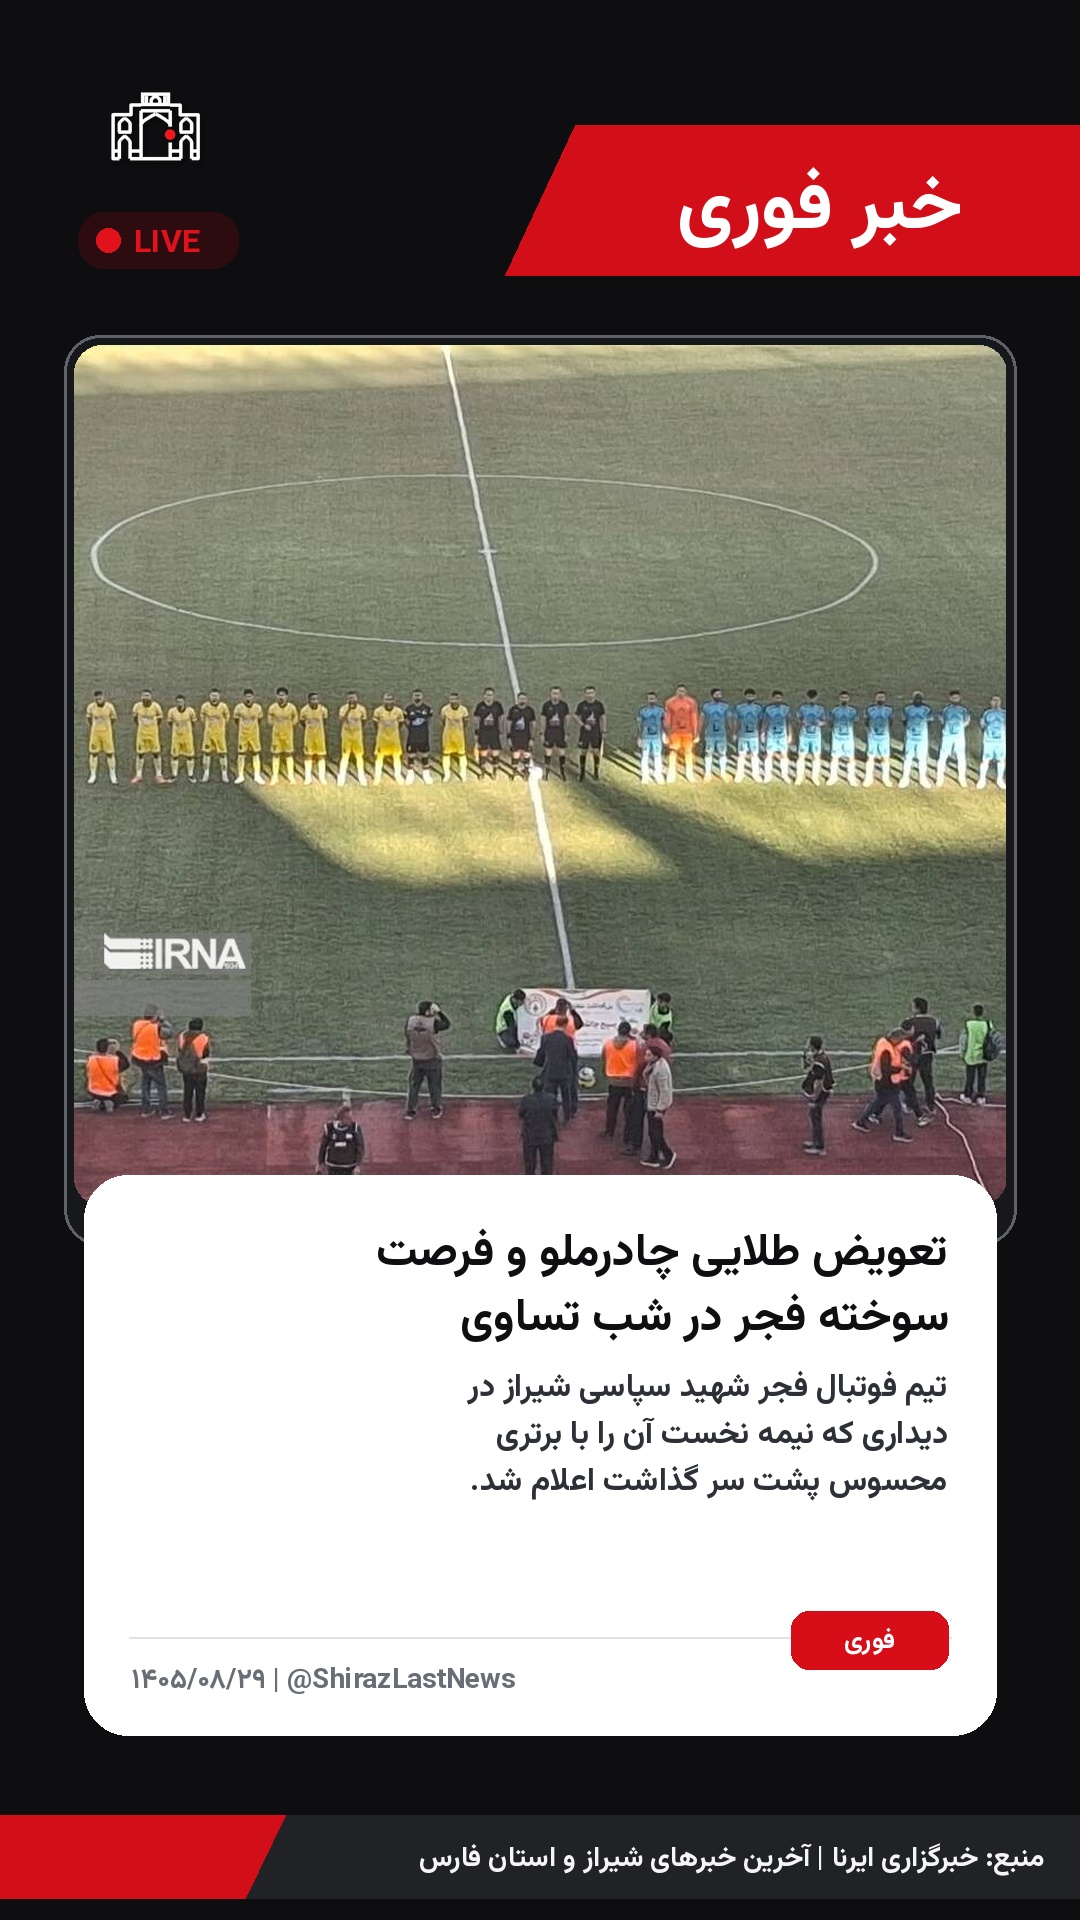 خبر فوری
LIVE
IRNA
تعویض طلایی چادرملو و فرصت
سوخته فجر در شب تساوی
تیم فوتبال فجر شهید سپاسی شیراز در
دیداری که نیمه نخست آن را با برتری
محسوس پشت سر گذاشت اعلام شد.
فوری
۱۴۰۵/۰۸/۲۹ | @ShirazLastNews
منبع: خبرگزاری ایرنا | آخرین خبرهای شیراز و استان فارس